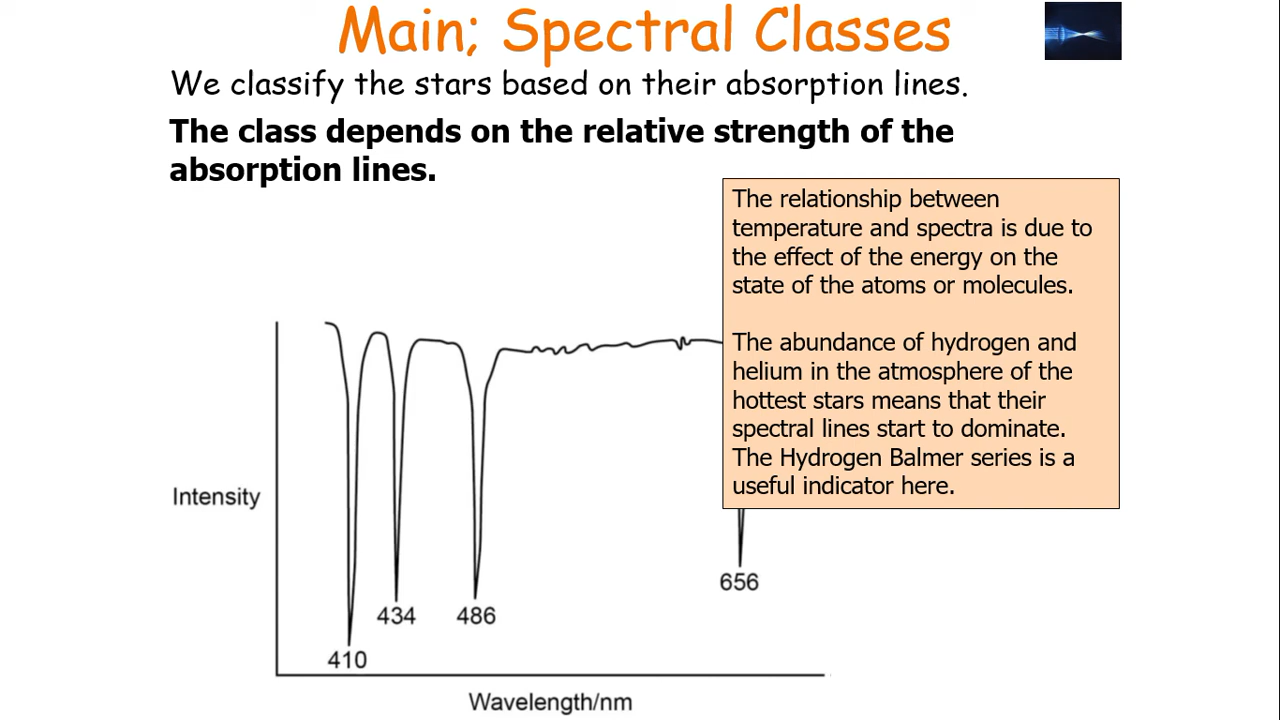 Main; Spectral Classes
We classify the stars based on their absorption lines.
The class depends on the relative strength of the
absorption lines.
The relationship between
temperature and spectra is due to
the effect of the energy on the
state of the atoms or molecules.
The abundance of hydrogen and
helium in the atmosphere of the
hottest stars means that their
spectral lines start to dominate.
The Hydrogen Balmer series is a
useful indicator here.
Intensity
656
434
486
410
Wavelength/nm